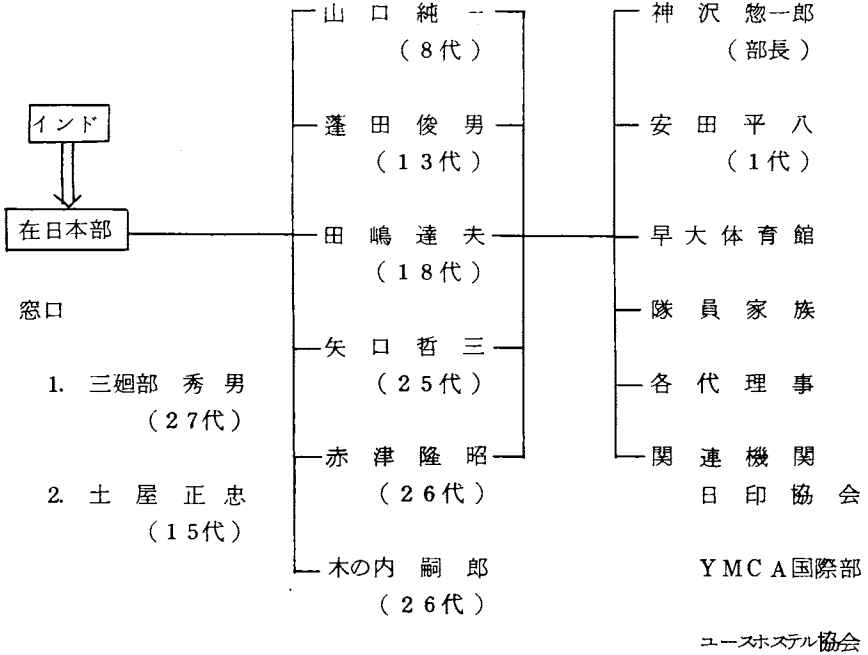 インド
在日本部
窓口
1. 三廻部 秀男
(27代)
2. 土屋正忠
(15代)
山口純一
(8代)
蓬田俊男
(13代)
田嶋達夫
(18代)
矢口哲三
(25代)
赤津隆昭
(26代)
木の内嗣郎
(26代)
神沢惣一郎
(部長)
安田平八
(1代)
早大体育館
隊員家族
各代理事
関連機関
日印協会
YMCA国際部
ユースホステル協会